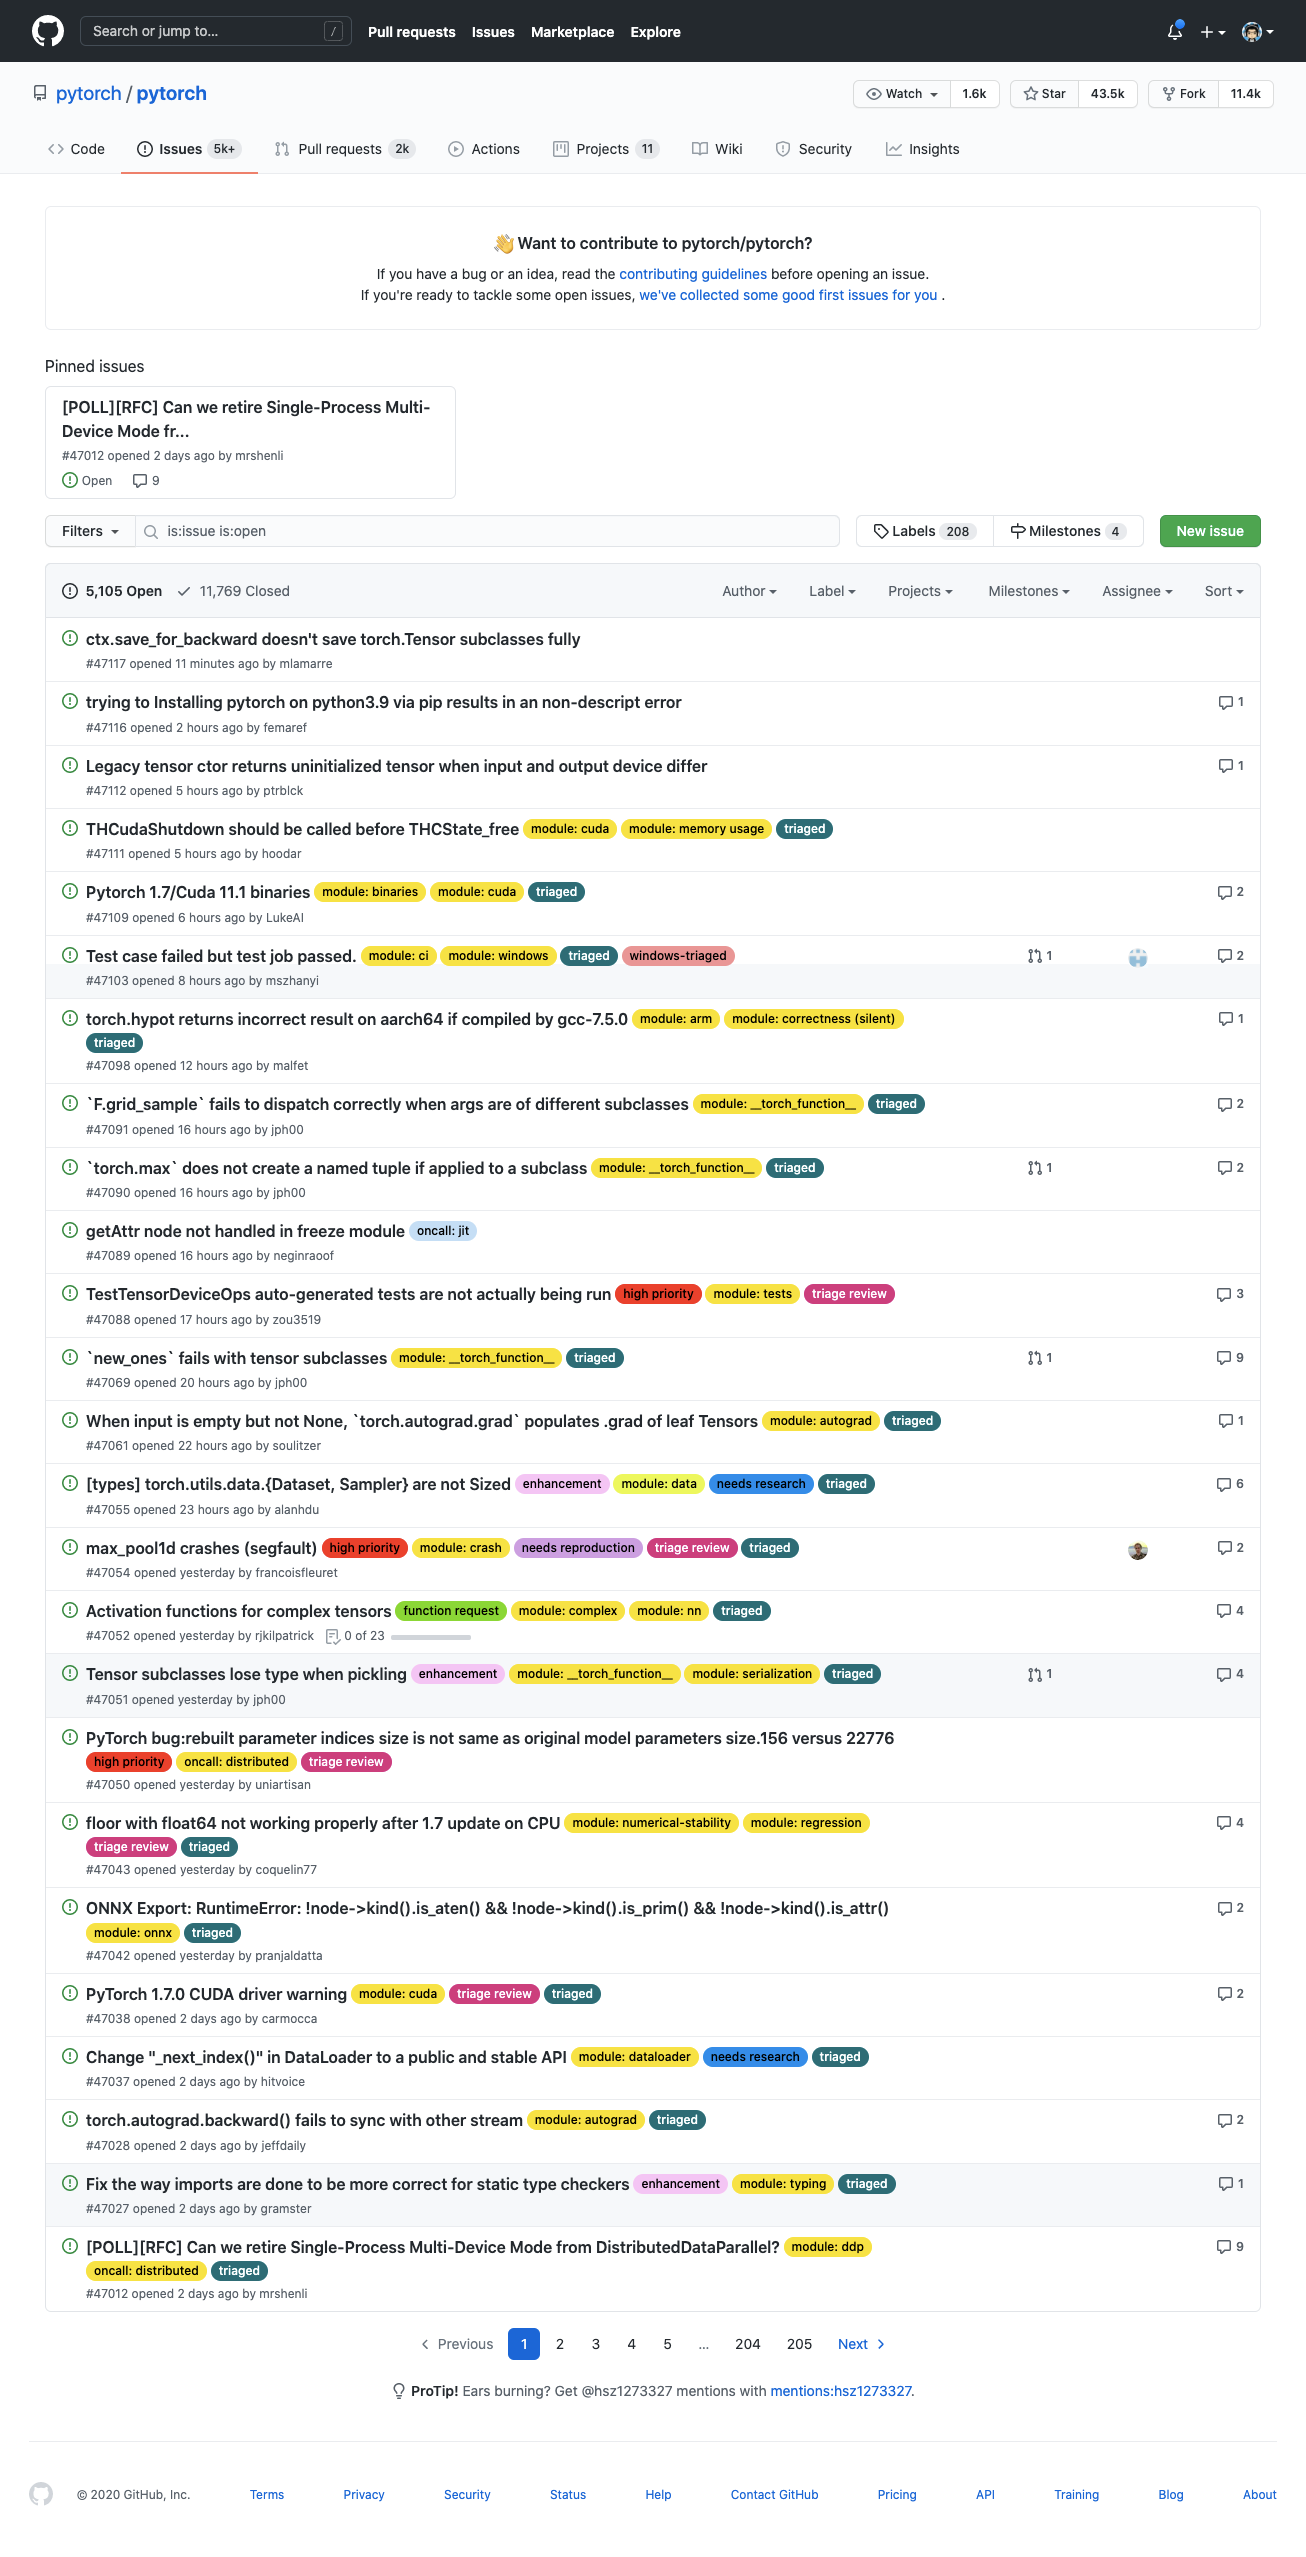 Search or jump to...
/
Pull requests
Issues
Marketplace
Explore
pytorch / pytorch
Watch
1.6k
Star
43.5k
Fork
11.4k
Code
Issues 5k+
Pull requests 2k
Actions
Projects 11
Wiki
Security
Insights
👋 Want to contribute to pytorch/pytorch?
If you have a bug or an idea, read the contributing guidelines before opening an issue.
If you're ready to tackle some open issues, we've collected some good first issues for you .
Pinned issues
[POLL][RFC] Can we retire Single-Process Multi-
Device Mode fr...
#47012 opened 2 days ago by mrshenli
Open 9
Filters
is:issue is:open
Labels 208
Milestones 4
New issue
5,105 Open
11,769 Closed
Author
Label
Projects
Milestones
Assignee
Sort
ctx.save_for_backward doesn't save torch.Tensor subclasses fully
#47117 opened 11 minutes ago by mlamarre
trying to Installing pytorch on python3.9 via pip results in an non-descript error 1
#47116 opened 2 hours ago by femaref
Legacy tensor ctor returns uninitialized tensor when input and output device differ 1
#47112 opened 5 hours ago by ptrblck
THCudaShutdown should be called before THCState_free module: cuda module: memory usage triaged
#47111 opened 5 hours ago by hoodar
Pytorch 1.7/Cuda 11.1 binaries module: binaries module: cuda triaged 2
#47109 opened 6 hours ago by LukeAI
Test case failed but test job passed. module: ci module: windows triaged windows-triaged 1 2
#47103 opened 8 hours ago by mszhanyi
torch.hypot returns incorrect result on aarch64 if compiled by gcc-7.5.0 module: arm module: correctness (silent) 1
triaged
#47098 opened 12 hours ago by malfet
`F.grid_sample` fails to dispatch correctly when args are of different subclasses module: __torch_function__ triaged 2
#47091 opened 16 hours ago by jph00
`torch.max` does not create a named tuple if applied to a subclass module: __torch_function__ triaged 1 2
#47090 opened 16 hours ago by jph00
getAttr node not handled in freeze module oncall: jit
#47089 opened 16 hours ago by neginraoof
TestTensorDeviceOps auto-generated tests are not actually being run high priority module: tests triage review 3
#47088 opened 17 hours ago by zou3519
`new_ones` fails with tensor subclasses module: __torch_function__ triaged 1 9
#47069 opened 20 hours ago by jph00
When input is empty but not None, `torch.autograd.grad` populates .grad of leaf Tensors module: autograd triaged 1
#47061 opened 22 hours ago by soulitzer
[types] torch.utils.data.{Dataset, Sampler} are not Sized enhancement module: data needs research triaged 6
#47055 opened 23 hours ago by alanhdu
max_pool1d crashes (segfault) high priority module: crash needs reproduction triage review triaged 2
#47054 opened yesterday by francoisfleuret
Activation functions for complex tensors function request module: complex module: nn triaged 4
#47052 opened yesterday by rjkilpatrick 0 of 23
Tensor subclasses lose type when pickling enhancement module: __torch_function__ module: serialization triaged 1 4
#47051 opened yesterday by jph00
PyTorch bug:rebuilt parameter indices size is not same as original model parameters size.156 versus 22776
high priority oncall: distributed triage review
#47050 opened yesterday by uniartisan
floor with float64 not working properly after 1.7 update on CPU module: numerical-stability module: regression 4
triage review triaged
#47043 opened yesterday by coquelin77
ONNX Export: RuntimeError: !node->kind().is_aten() && !node->kind().is_prim() && !node->kind().is_attr() 2
module: onnx triaged
#47042 opened yesterday by pranjaldatta
PyTorch 1.7.0 CUDA driver warning module: cuda triage review triaged 2
#47038 opened 2 days ago by carmocca
Change "_next_index()" in DataLoader to a public and stable API module: dataloader needs research triaged
#47037 opened 2 days ago by hitvoice
torch.autograd.backward() fails to sync with other stream module: autograd triaged 2
#47028 opened 2 days ago by jeffdaily
Fix the way imports are done to be more correct for static type checkers enhancement module: typing triaged 1
#47027 opened 2 days ago by gramster
[POLL][RFC] Can we retire Single-Process Multi-Device Mode from DistributedDataParallel? module: ddp 9
oncall: distributed triaged
#47012 opened 2 days ago by mrshenli
Previous 1 2 3 4 5 … 204 205 Next
ProTip! Ears burning? Get @hsz1273327 mentions with mentions:hsz1273327.
© 2020 GitHub, Inc.
Terms
Privacy
Security
Status
Help
Contact GitHub
Pricing
API
Training
Blog
About